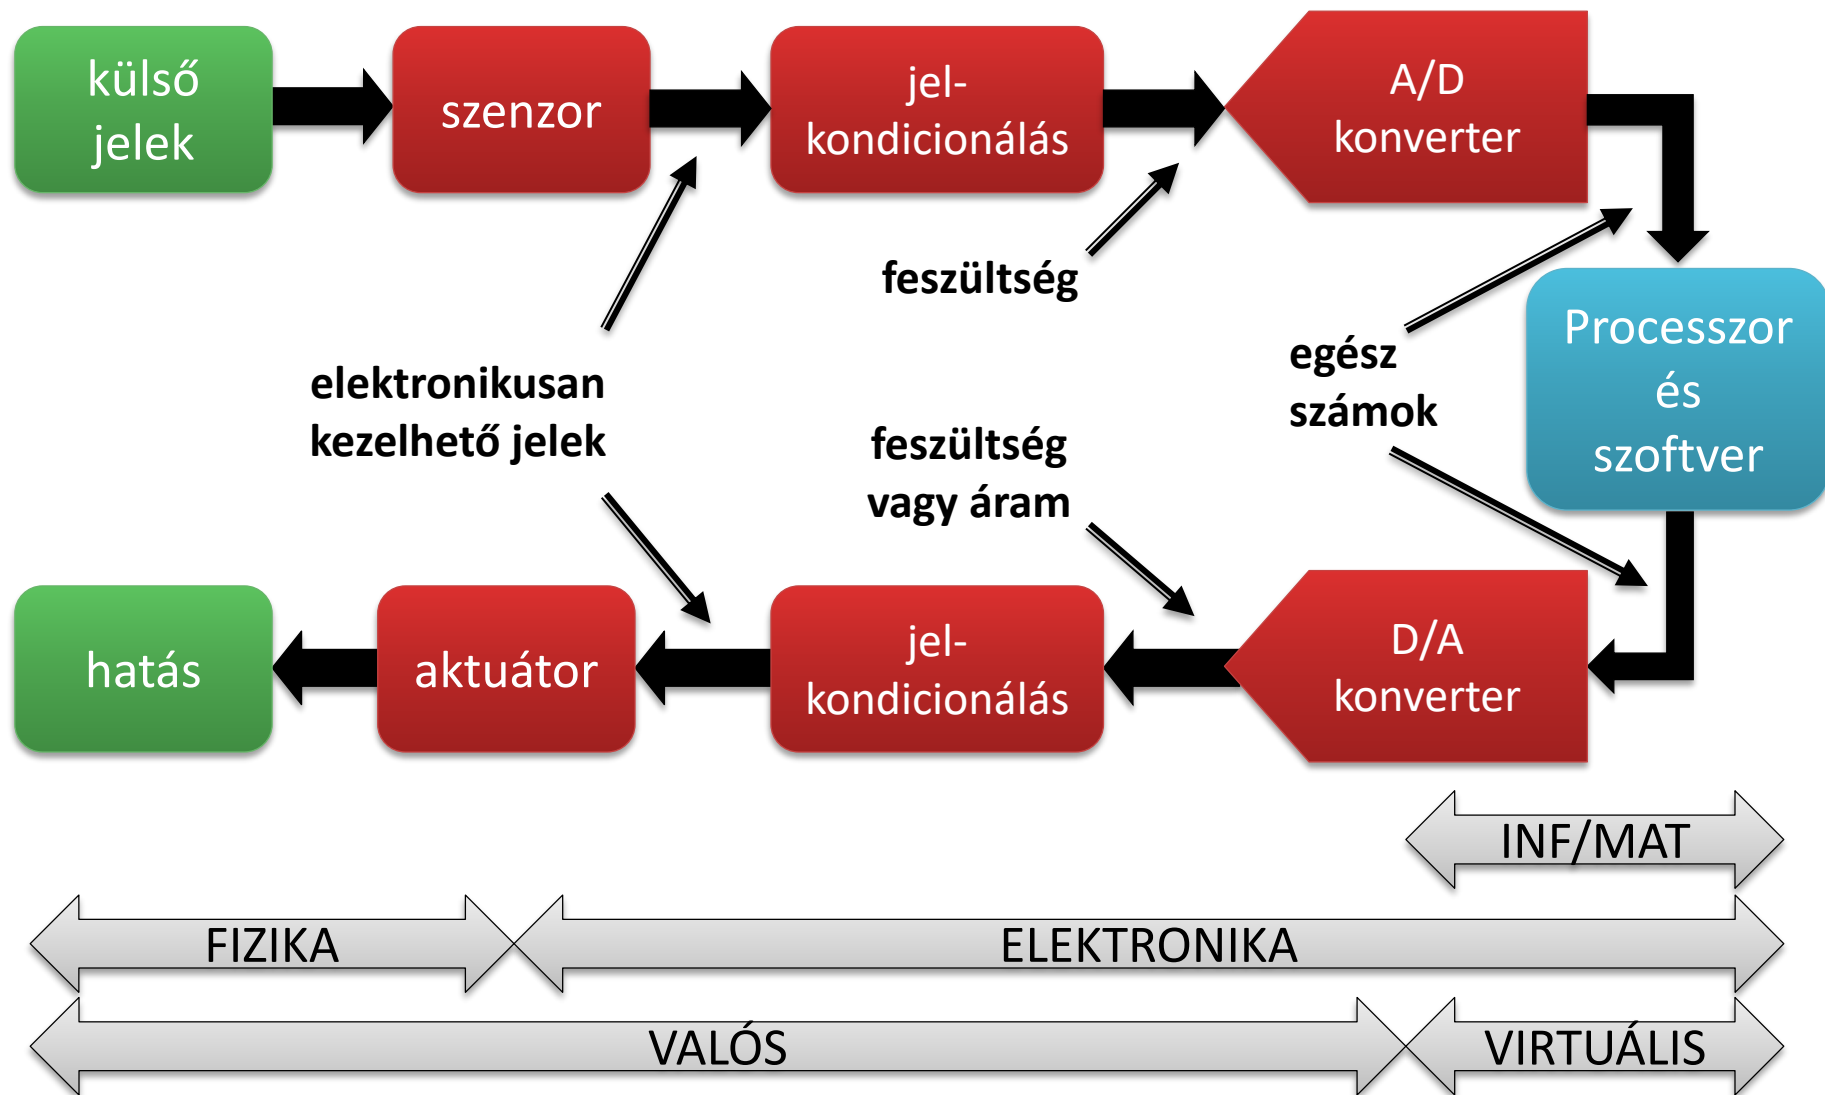 külső
jelek
szenzor
jel-
kondicionálás
A/D
konverter
feszültség
elektronikusan
kezelhető jelek
egész
számok
Processzor
és
szoftver
feszültség
vagy áram
hatás
aktuátor
jel-
kondicionálás
D/A
konverter
INF/MAT
FIZIKA
ELEKTRONIKA
VALÓS
VIRTUÁLIS